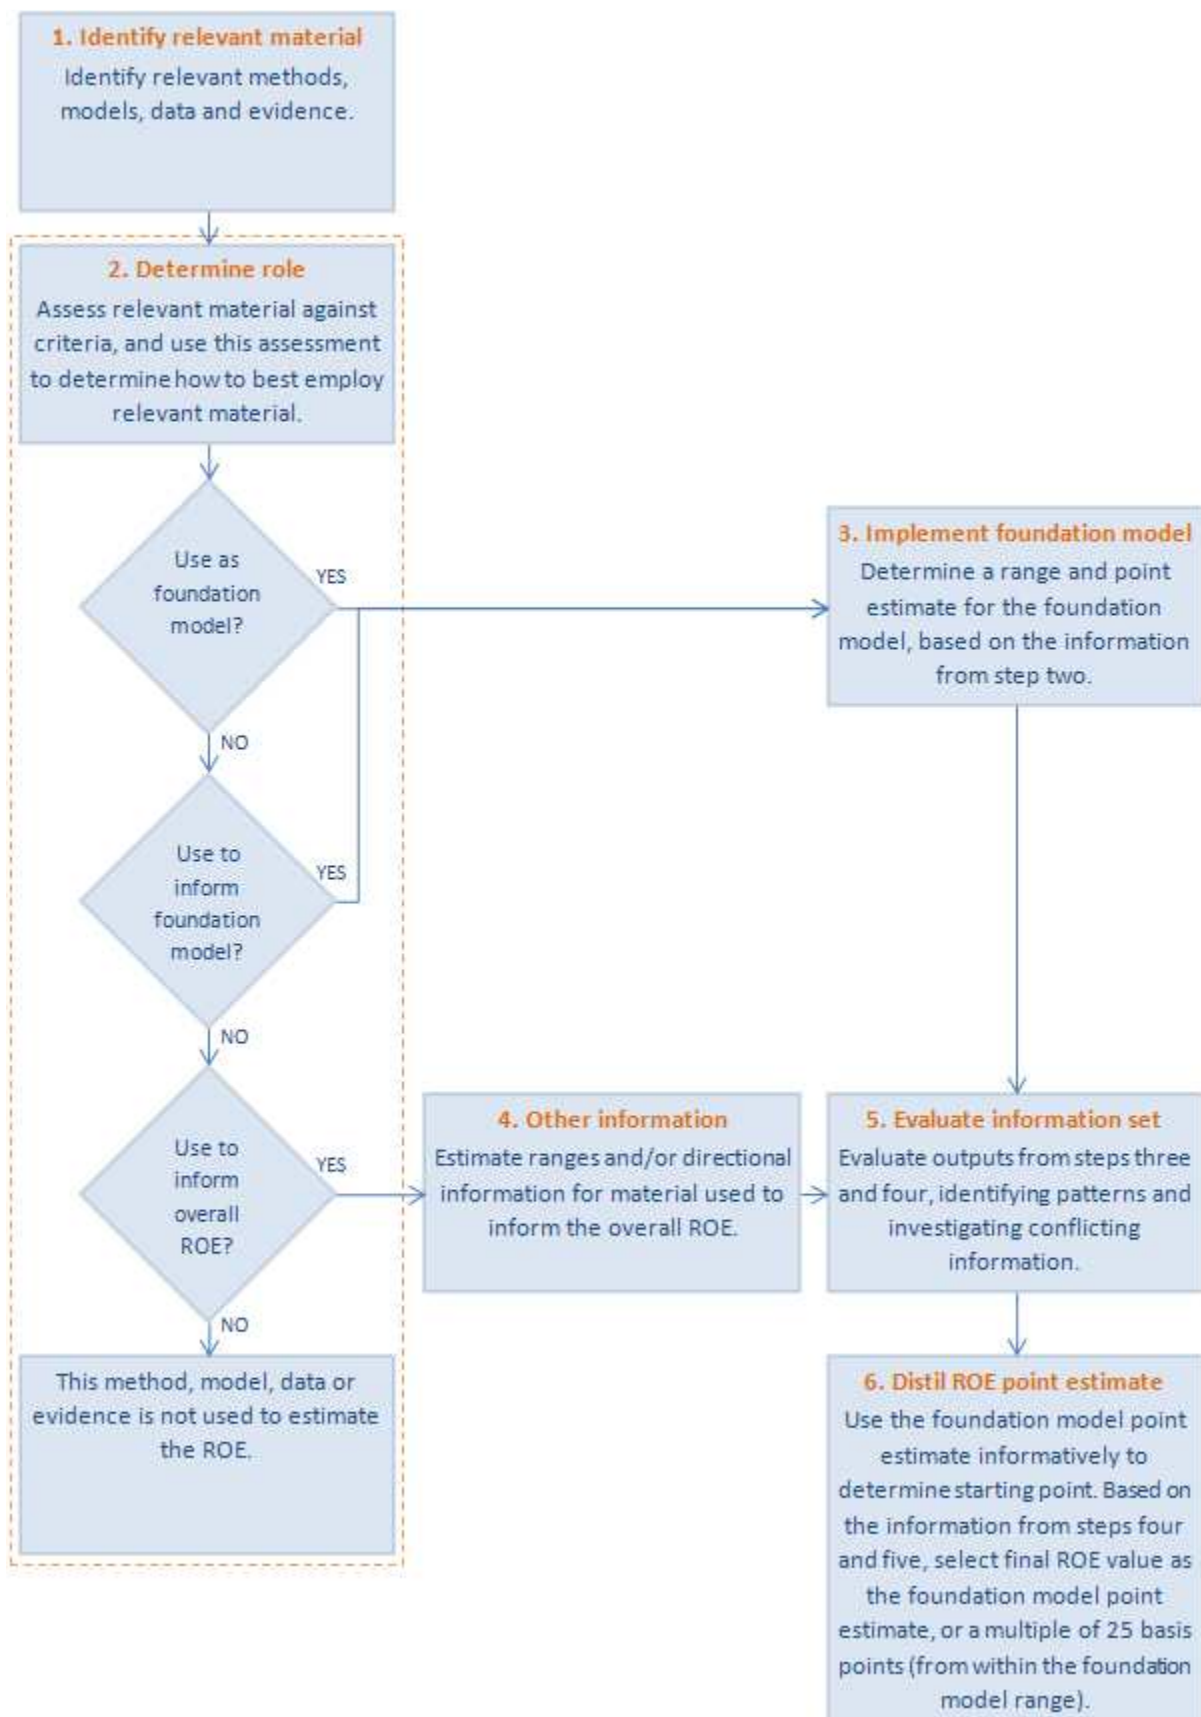 1. Identify relevant material
Identify relevant methods,
models, data and evidence.
2. Determine role
Assess relevant material against
criteria, and use this assessment
to determine how to best employ
relevant material.
Use as
foundation
model?
YES
NO
3. Implement foundation model
Determine a range and point
estimate for the foundation
model, based on the information
from step two.
Use to
inform
foundation
model?
YES
NO
Use to
inform
overall
ROE?
YES
NO
4. Other information
Estimate ranges and/or directional
information for material used to
inform the overall ROE.
5. Evaluate information set
Evaluate outputs from steps three
and four, identifying patterns and
investigating conflicting
information.
This method, model, data or
evidence is not used to estimate
the ROE.
6. Distil ROE point estimate
Use the foundation model point
estimate informatively to
determine starting point. Based on
the information from steps four
and five, select final ROE value as
the foundation model point
estimate, or a multiple of 25 basis
points (from within the foundation
model range).